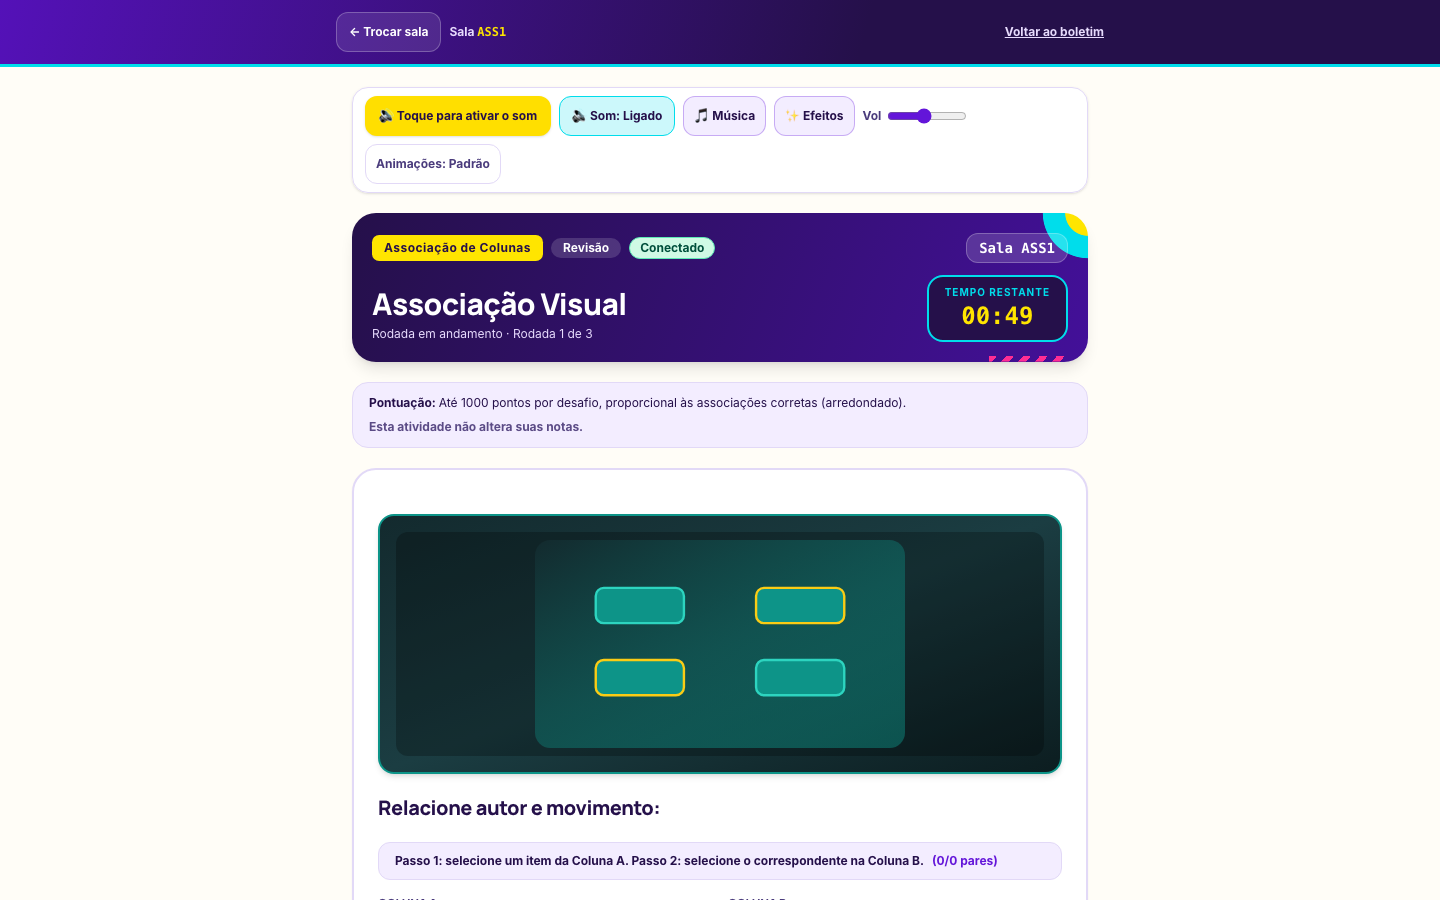 ← Trocar sala
Sala ASS1
Voltar ao boletim
Toque para ativar o som
Som: Ligado
Música
Efeitos
Vol
Animações: Padrão
Associação de Colunas
Revisão
Conectado
Sala ASS1
Associação Visual
Rodada em andamento · Rodada 1 de 3
TEMPO RESTANTE
00:49
Pontuação: Até 1000 pontos por desafio, proporcional às associações corretas (arredondado).
Esta atividade não altera suas notas.
Relacione autor e movimento:
Passo 1: selecione um item da Coluna A. Passo 2: selecione o correspondente na Coluna B. (0/0 pares)